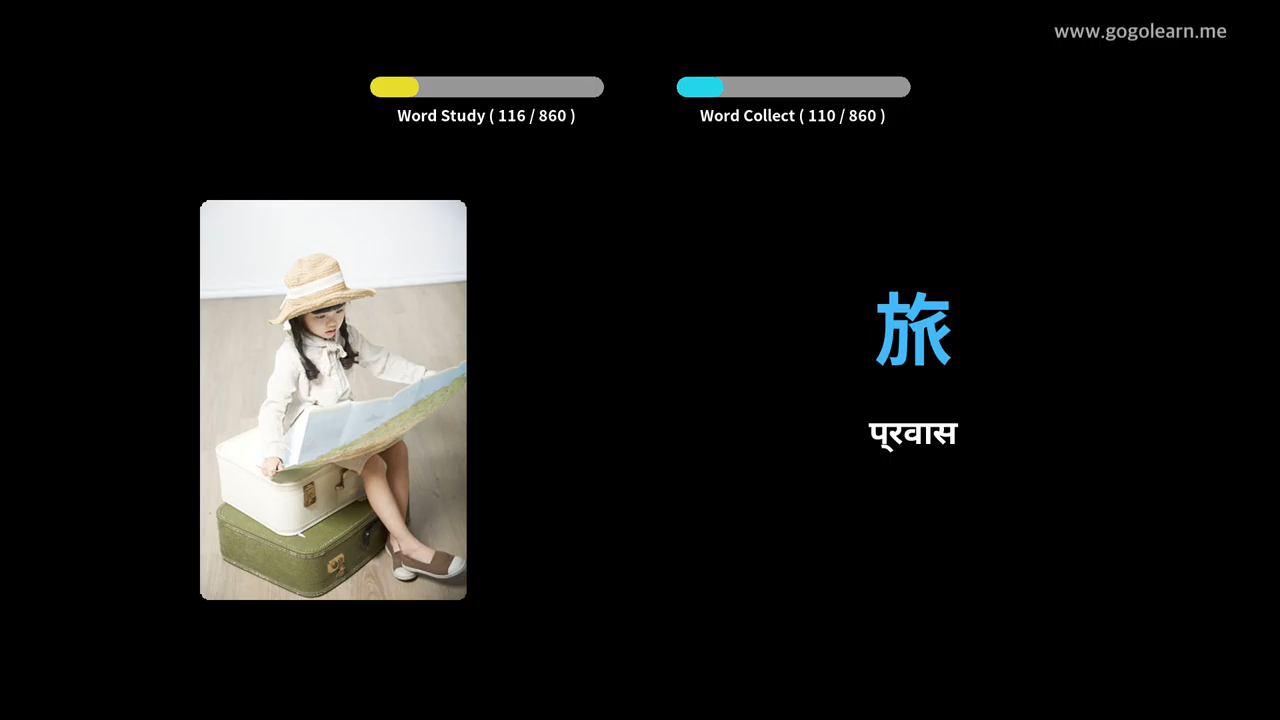 www.gogolearn.me
Word Study ( 116 / 860 )
Word Collect ( 110 / 860 )
旅
प्रवास